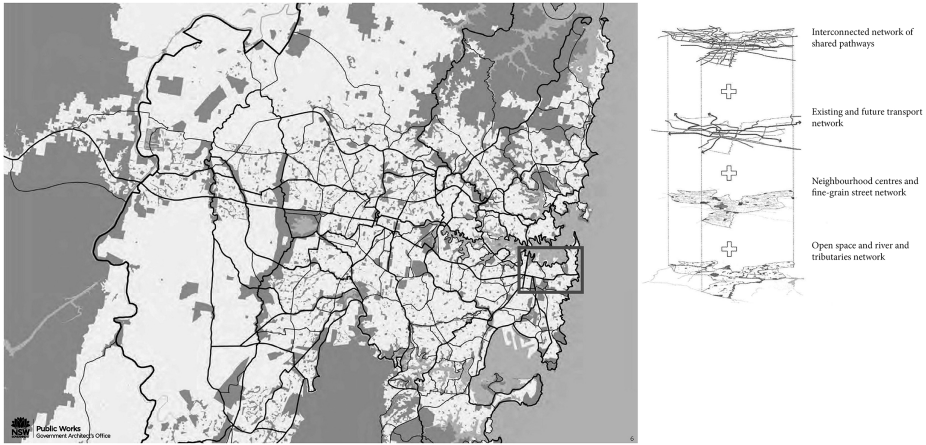 Interconnected network of
shared pathways
Existing and future transport
network
Neighbourhood centres and
fine-grain street network
Open space and river and
tributaries network
NSW
Public Works
Government Architect's Office
6